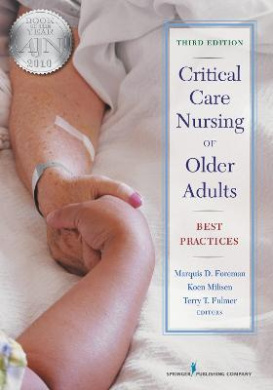 BOOK OF THE YEAR
AJN
2010
THIRD EDITION
Critical
Care
Nursing
OF
Older
Adults
BEST
PRACTICES
Marquis D. Foreman
Koen Milisen
Terry T. Fulmer
EDITORS
SPRINGER PUBLISHING COMPANY